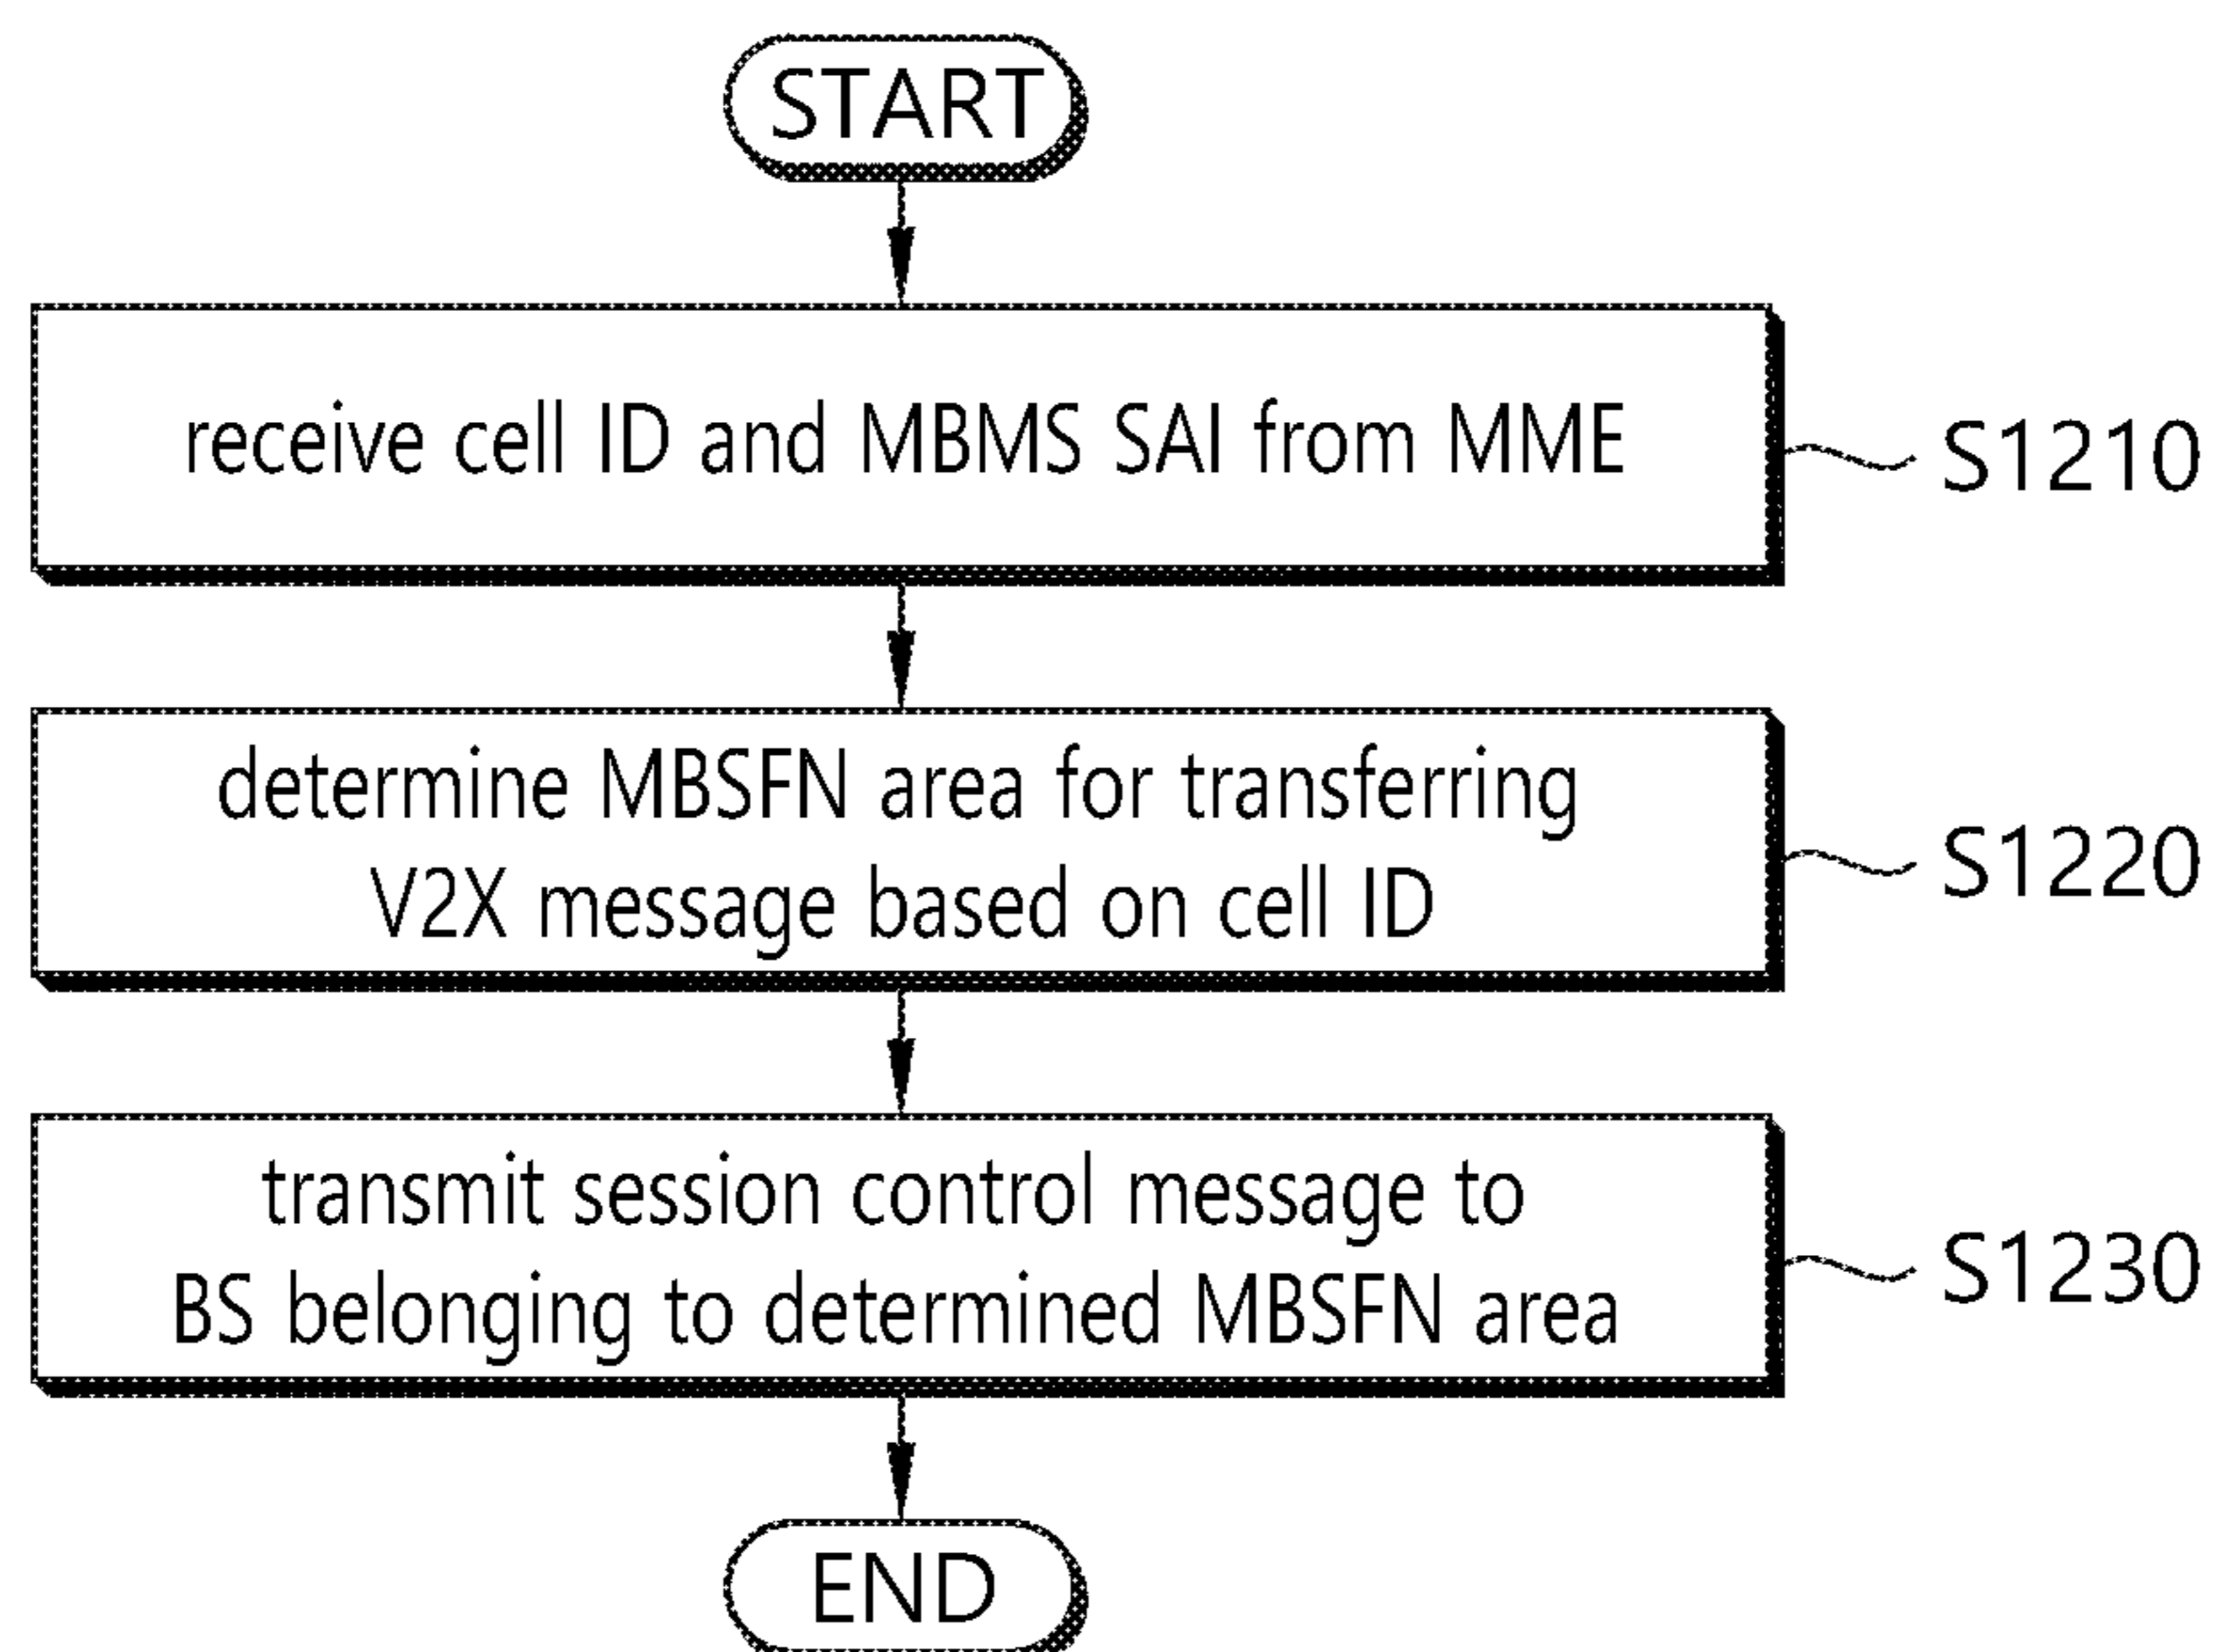 START
receive cell ID and MBMS SAI from MME
S1210
determine MBSFN area for transferring
V2X message based on cell ID
S1220
transmit session control message to
BS belonging to determined MBSFN area
S1230
END